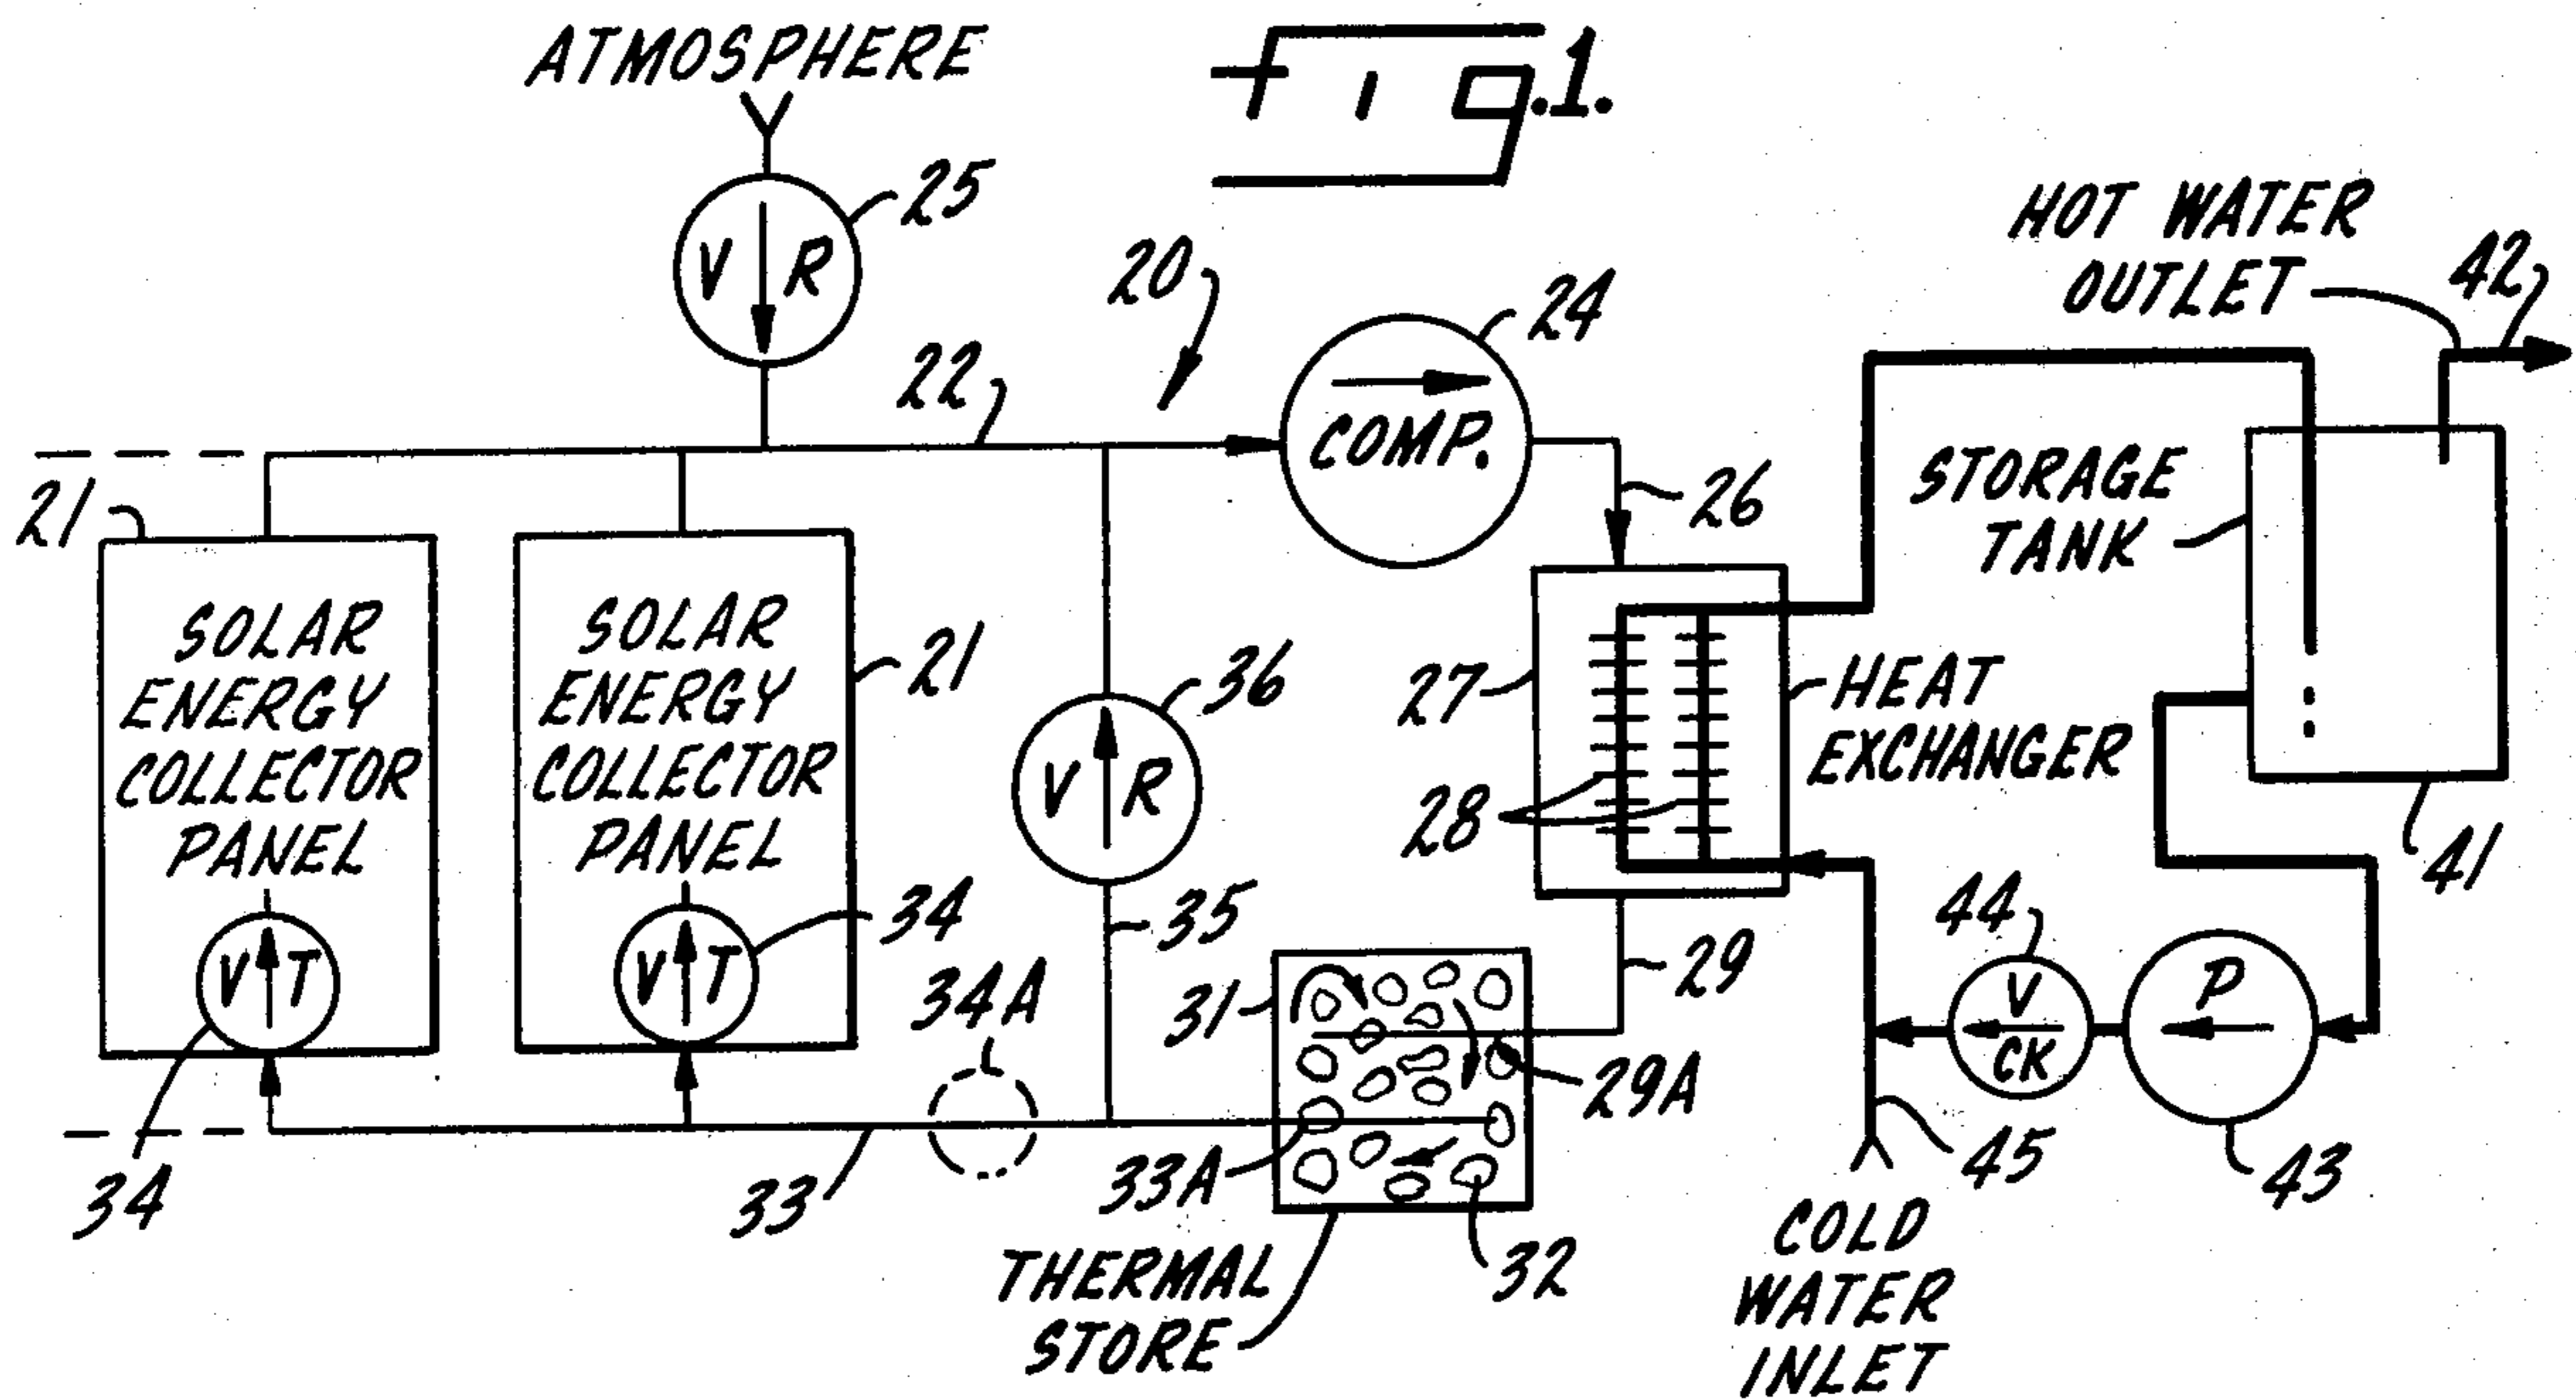 ATMOSPHERE
Fig.1.
25
V R
20
HOT WATER
OUTLET
42
24
22
COMP.
26
STORAGE
TANK
21
SOLAR
ENERGY
COLLECTOR
PANEL
SOLAR
ENERGY
COLLECTOR
PANEL
21
36
V R
27
HEAT
EXCHANGER
28
41
34
V T
V T
34A
35
31
29
44
V
CK
P
29A
34
33
33A
32
45
43
THERMAL
STORE
COLD
WATER
INLET